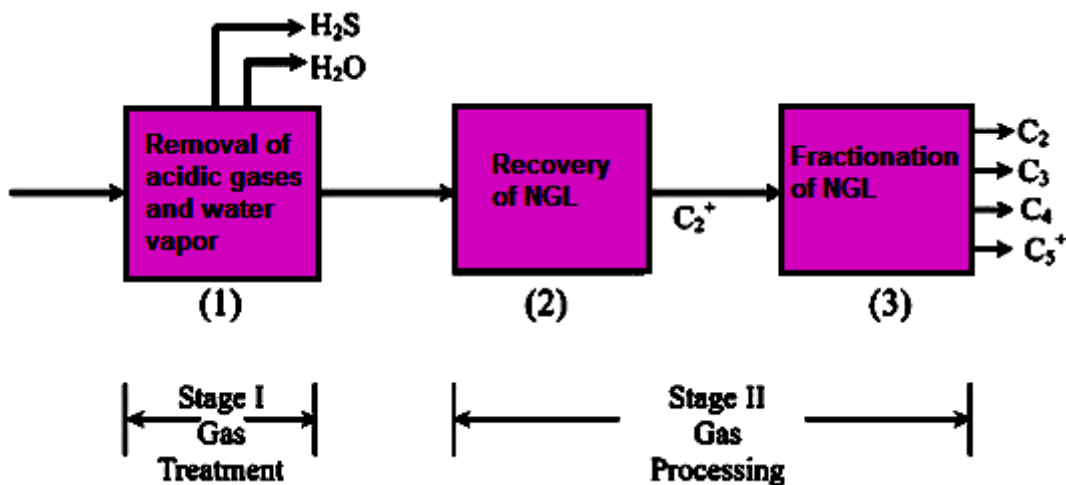 H₂S
H₂O
Removal of
acidic gases
and water
vapor
(1)
Recovery
of NGL
(2)
C₂⁺
Fractionation
of NGL
(3)
C₂
C₃
C₄
C₅⁺
Stage I
Gas
Treatment
Stage II
Gas
Processing